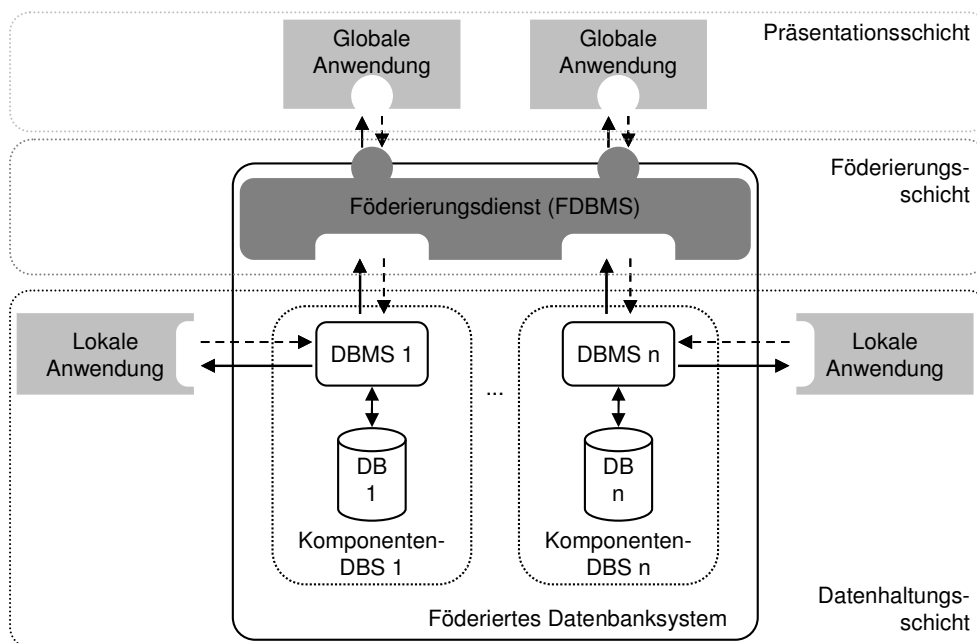 Präsentationsschicht
Globale
Anwendung
Globale
Anwendung
Föderierungs-
schicht
Föderierungsdienst (FDBMS)
Lokale
Anwendung
DBMS 1
...
DBMS n
Lokale
Anwendung
DB
1
DB
n
Komponenten-
DBS 1
Komponenten-
DBS n
Föderiertes Datenbanksystem
Datenhaltungs-
schicht